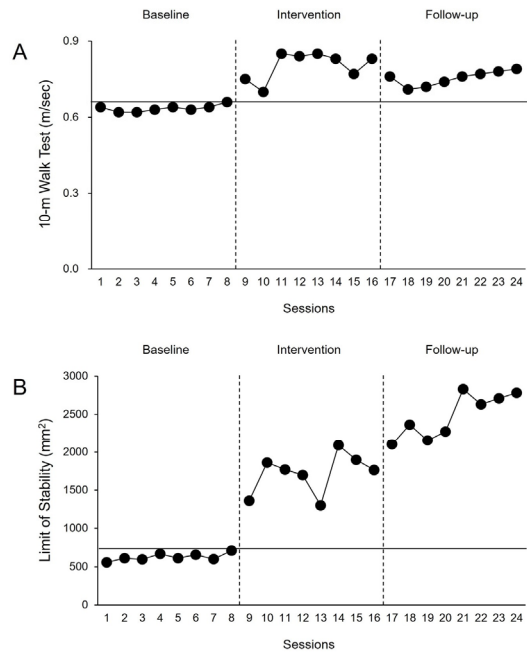 Baseline Intervention Follow-up
A
10-m Walk Test (m/sec)
0.9
0.6
0.3
0.0
1 2 3 4 5 6 7 8 9 10 11 12 13 14 15 16 17 18 19 20 21 22 23 24
Sessions
Baseline Intervention Follow-up
B
Limit of Stability (mm²)
3000
2500
2000
1500
1000
500
0
1 2 3 4 5 6 7 8 9 10 11 12 13 14 15 16 17 18 19 20 21 22 23 24
Sessions